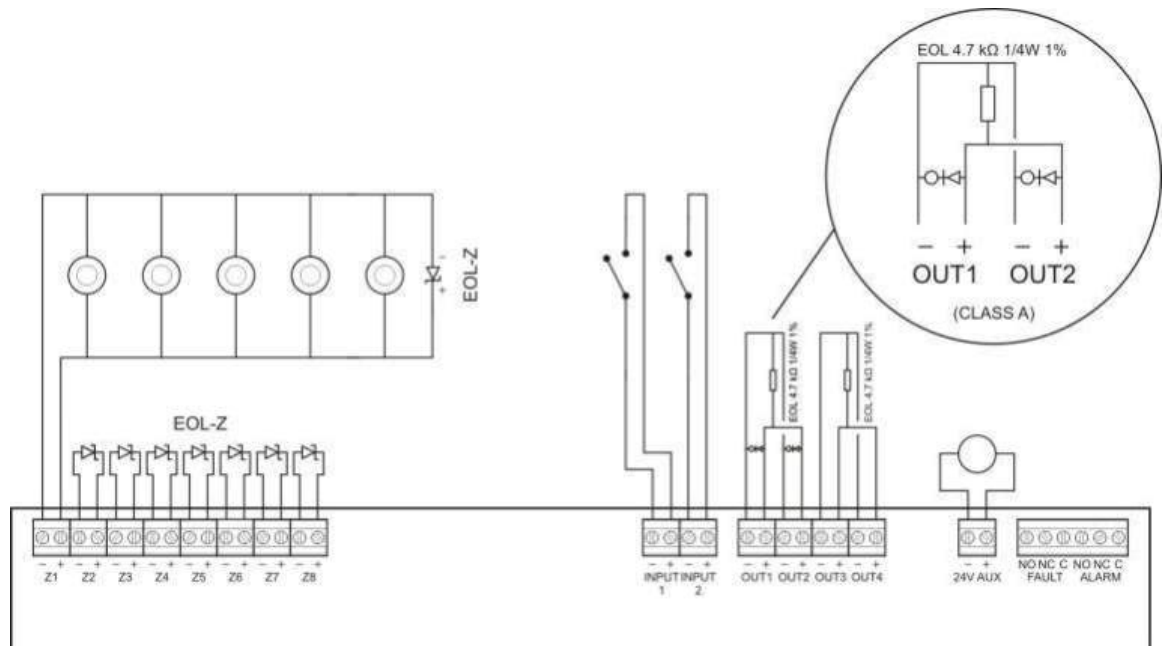 EOL 4.7 kΩ 1/4W 1%
– + – +
OUT1 OUT2
(CLASS A)
-
+
EOL-Z
EOL-Z
EOL 4.7 kΩ 1/4W 1%
EOL 4.7 kΩ 1/4W 1%
– + – + – + – + – + – + – + – +
Z1 Z2 Z3 Z4 Z5 Z6 Z7 Z8
– + – +
INPUT INPUT
1 2
– + – + – + – +
OUT1 OUT2 OUT3 OUT4
– +
24V AUX
NO NC C NO NC C
FAULT ALARM